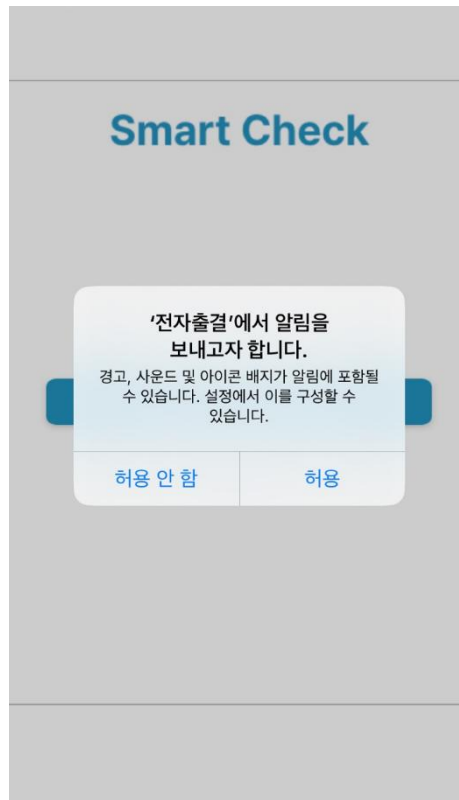 Smart Check
‘전자출결’에서 알림을
보내고자 합니다.
경고, 사운드 및 아이콘 배지가 알림에 포함될
수 있습니다. 설정에서 이를 구성할 수
있습니다.
허용 안 함
허용